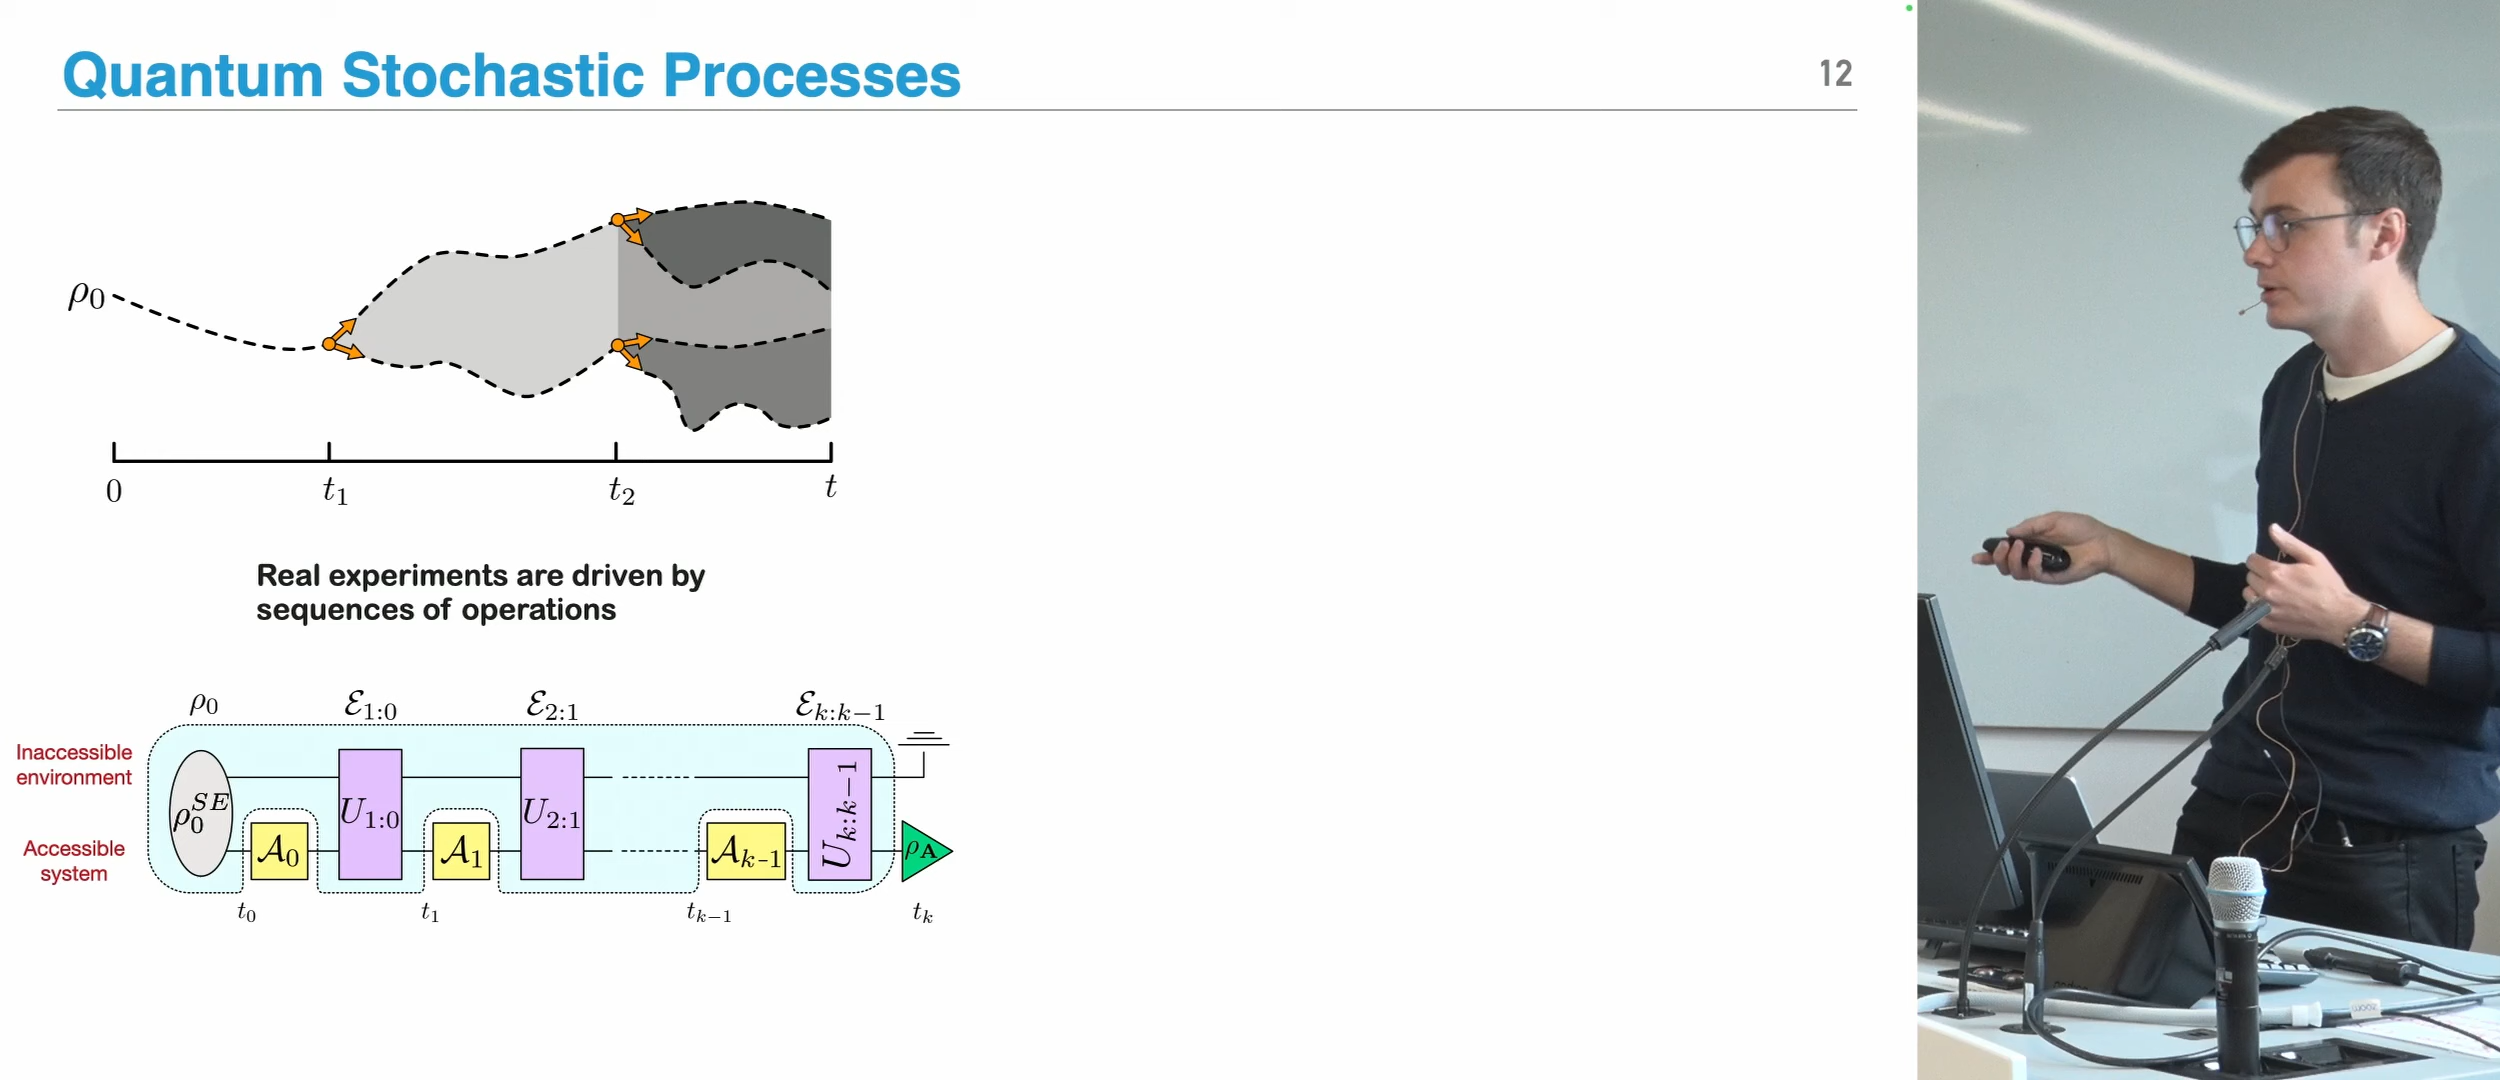 Quantum Stochastic Processes
12
ρ₀
0 t₁ t₂ t
Real experiments are driven by
sequences of operations
ρ₀ ℰ₁:₀ ℰ₂:₁ ℰₖ:ₖ₋₁
Inaccessible
environment
ρ₀ˢᴱ U₁:₀ U₂:₁ Uₖ:ₖ₋₁
Accessible
system
𝒜₀ 𝒜₁ 𝒜ₖ₋₁ ρ_𝐀
t₀ t₁ tₖ₋₁ tₖ